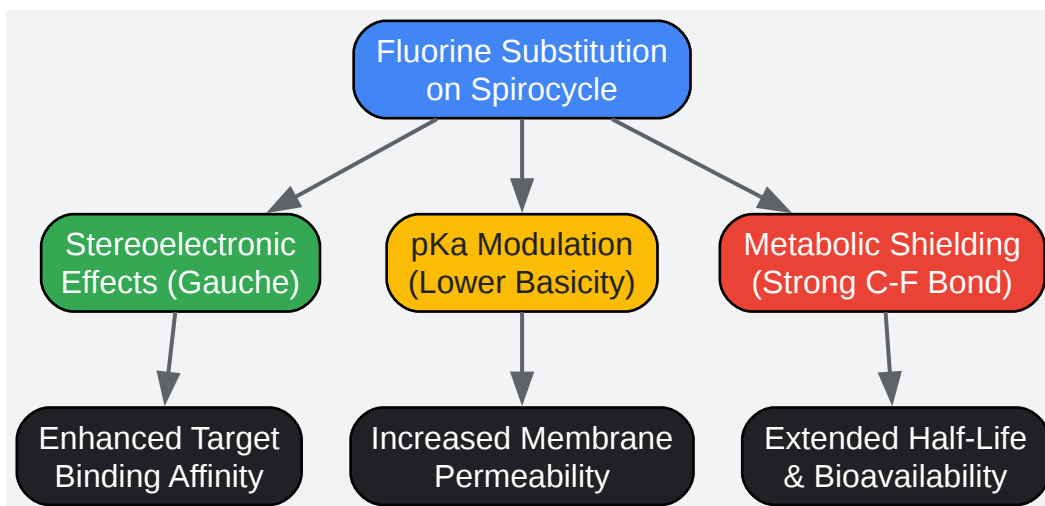 Fluorine Substitution
on Spirocycle
Stereoelectronic
Effects (Gauche)
pKa Modulation
(Lower Basicity)
Metabolic Shielding
(Strong C-F Bond)
Enhanced Target
Binding Affinity
Increased Membrane
Permeability
Extended Half-Life
& Bioavailability